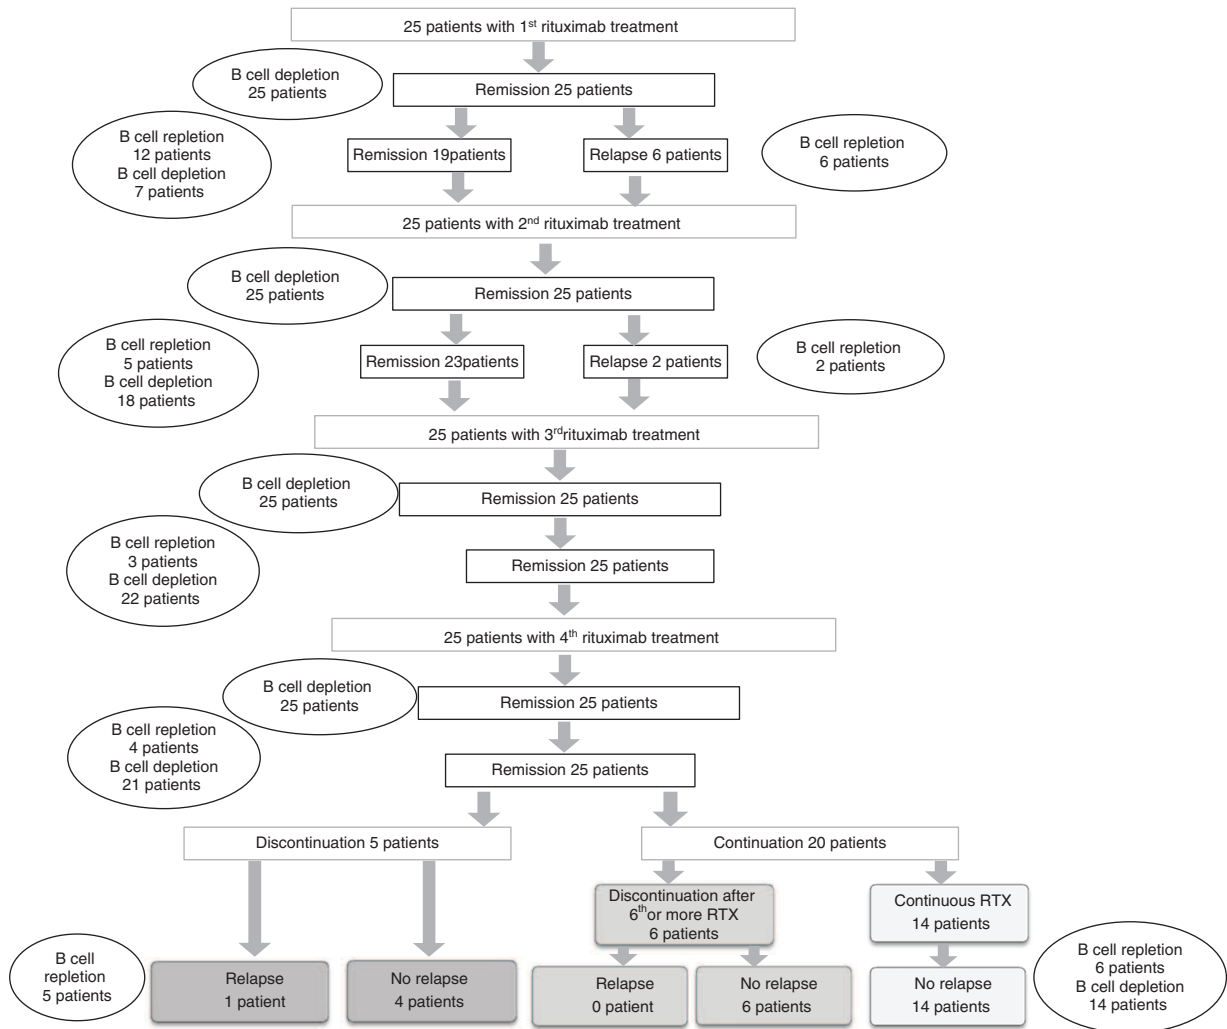 25 patients with 1st rituximab treatment
B cell depletion
25 patients
Remission 25 patients
B cell repletion
12 patients
B cell depletion
7 patients
Remission 19patients
Relapse 6 patients
B cell repletion
6 patients
25 patients with 2nd rituximab treatment
B cell depletion
25 patients
Remission 25 patients
B cell repletion
5 patients
B cell depletion
18 patients
Remission 23patients
Relapse 2 patients
B cell repletion
2 patients
25 patients with 3rdrituximab treatment
B cell depletion
25 patients
Remission 25 patients
B cell repletion
3 patients
B cell depletion
22 patients
Remission 25 patients
25 patients with 4th rituximab treatment
B cell depletion
25 patients
Remission 25 patients
B cell repletion
4 patients
B cell depletion
21 patients
Remission 25 patients
Discontinuation 5 patients
Continuation 20 patients
Discontinuation after
6th or more RTX
6 patients
Continuous RTX
14 patients
B cell
repletion
5 patients
Relapse
1 patient
No relapse
4 patients
Relapse
0 patient
No relapse
6 patients
No relapse
14 patients
B cell repletion
6 patients
B cell depletion
14 patients